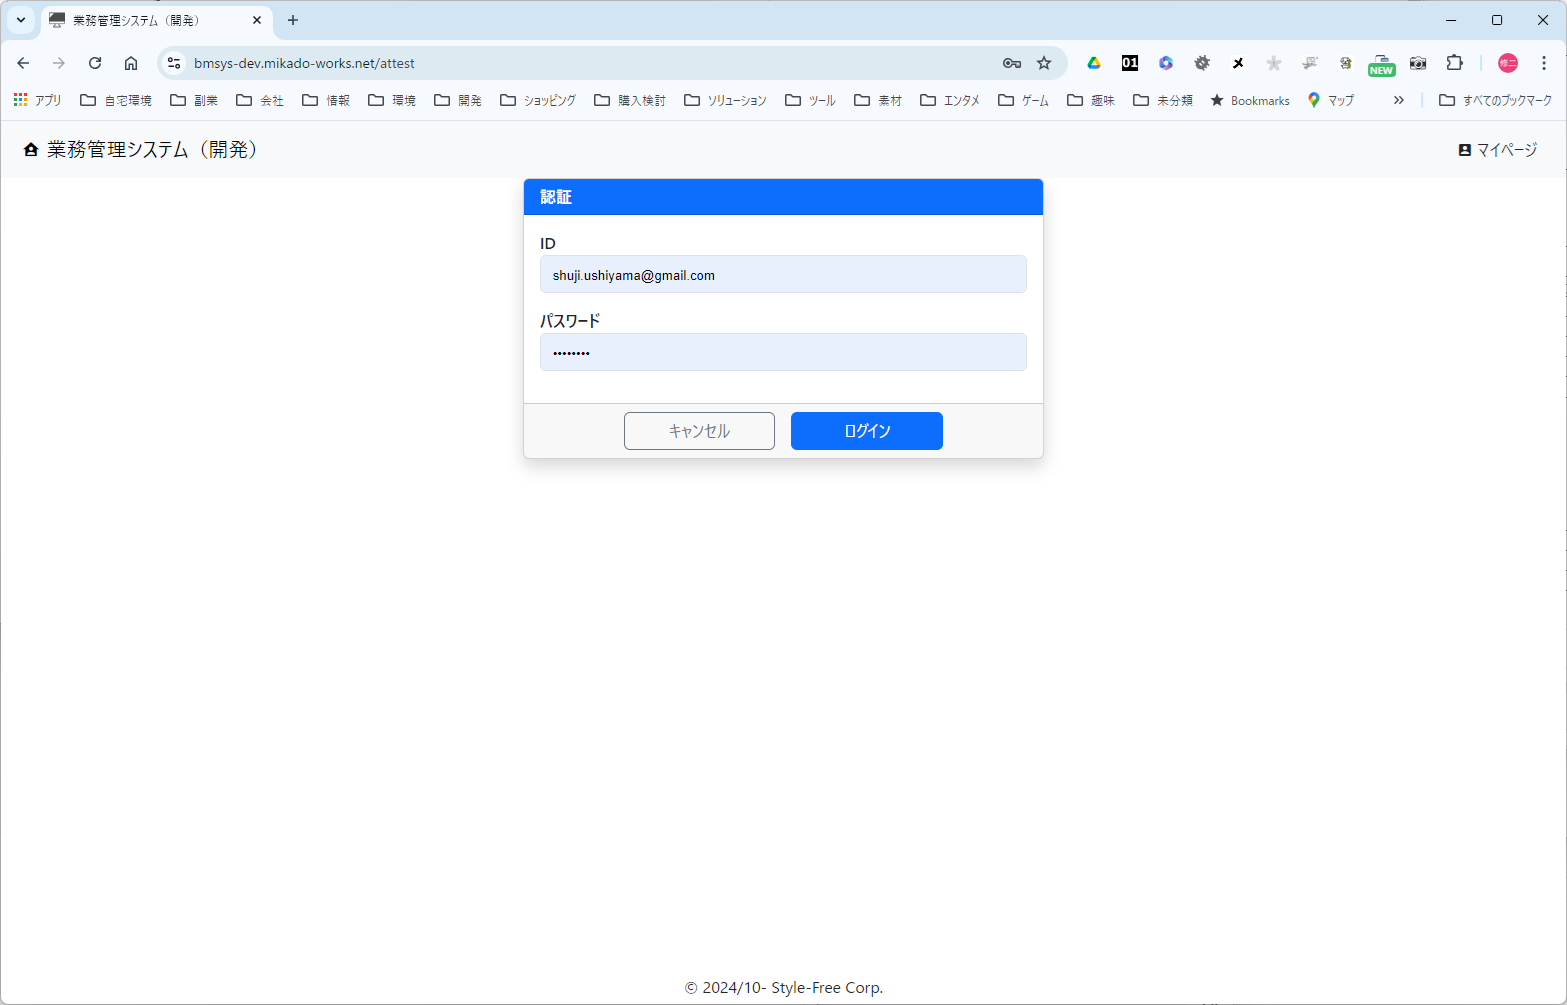 業務管理システム（開発）
bmsys-dev.mikado-works.net/attest
01
NEW
修二
アプリ 自宅環境 副業 会社 情報 環境 開発 ショッピング 購入検討 ソリューション ツール 素材 エンタメ ゲーム 趣味 未分類 Bookmarks マップ すべてのブックマーク
業務管理システム（開発） マイページ
認証
ID
shuji.ushiyama@gmail.com
パスワード
••••••••
キャンセル ログイン
© 2024/10- Style-Free Corp.